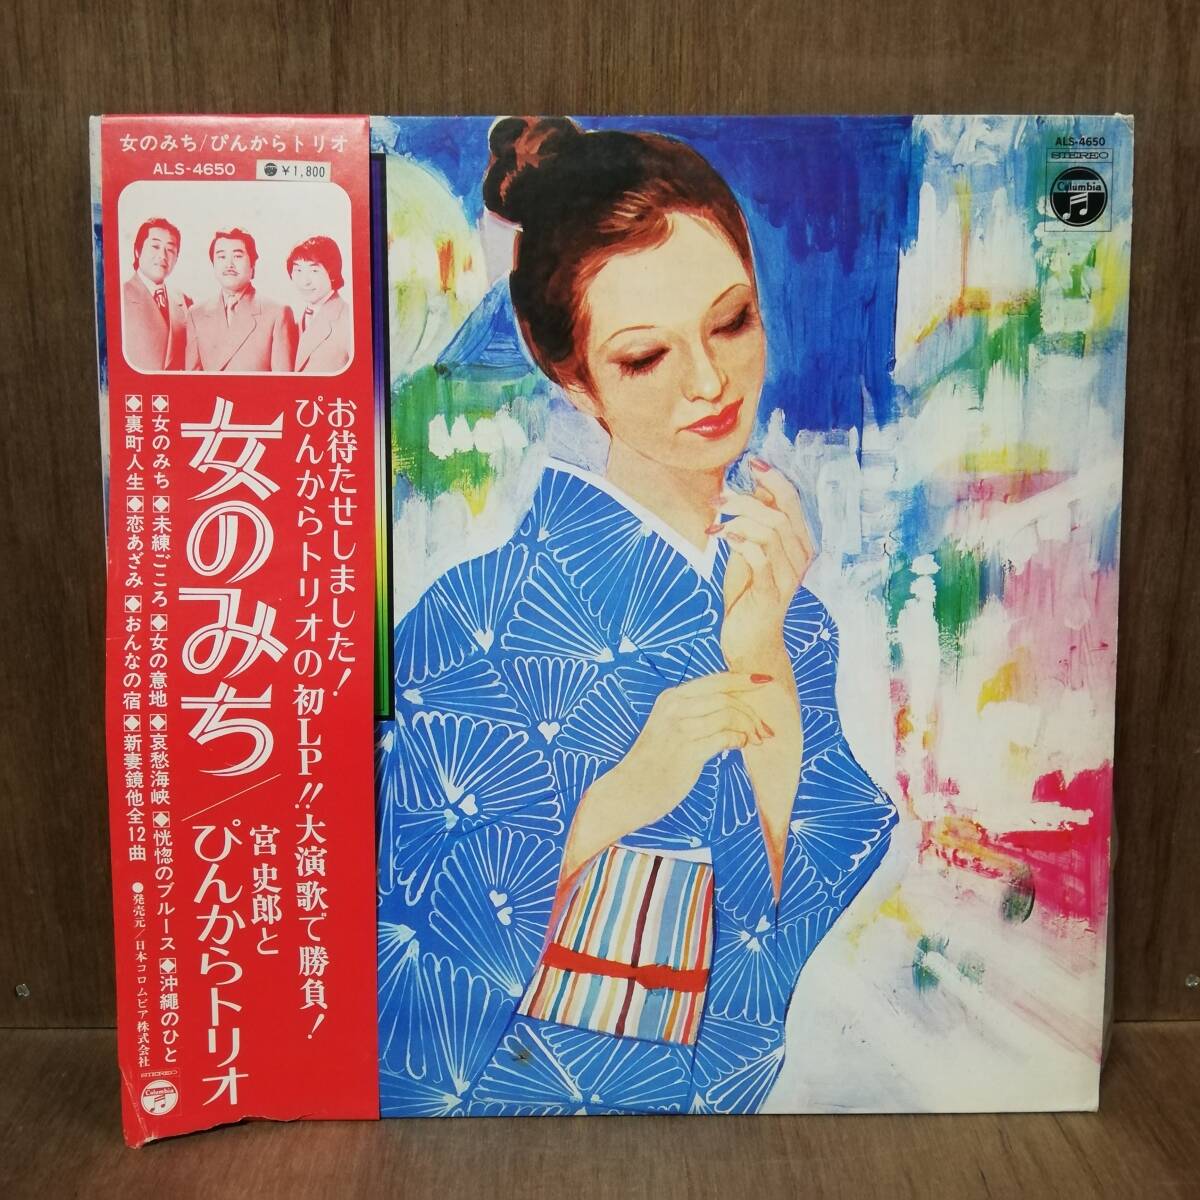 女のみち/ぴんからトリオ
ALS-4650
¥1,800
お待たせしました!
ぴんからトリオの初LP!!大演歌で勝負!
女のみち/宮 史郎とぴんからトリオ
◆女のみち ◆未練ごころ ◆女の意地 ◆哀愁海峡 ◆恍惚のブルース ◆沖縄のひと
◆裏町人生 ◆恋あざみ ◆おんなの宿 ◆新妻鏡他全12曲
●発売元/日本コロムビア株式会社
STEREO
Columbia
ALS-4650
STEREO
Columbia